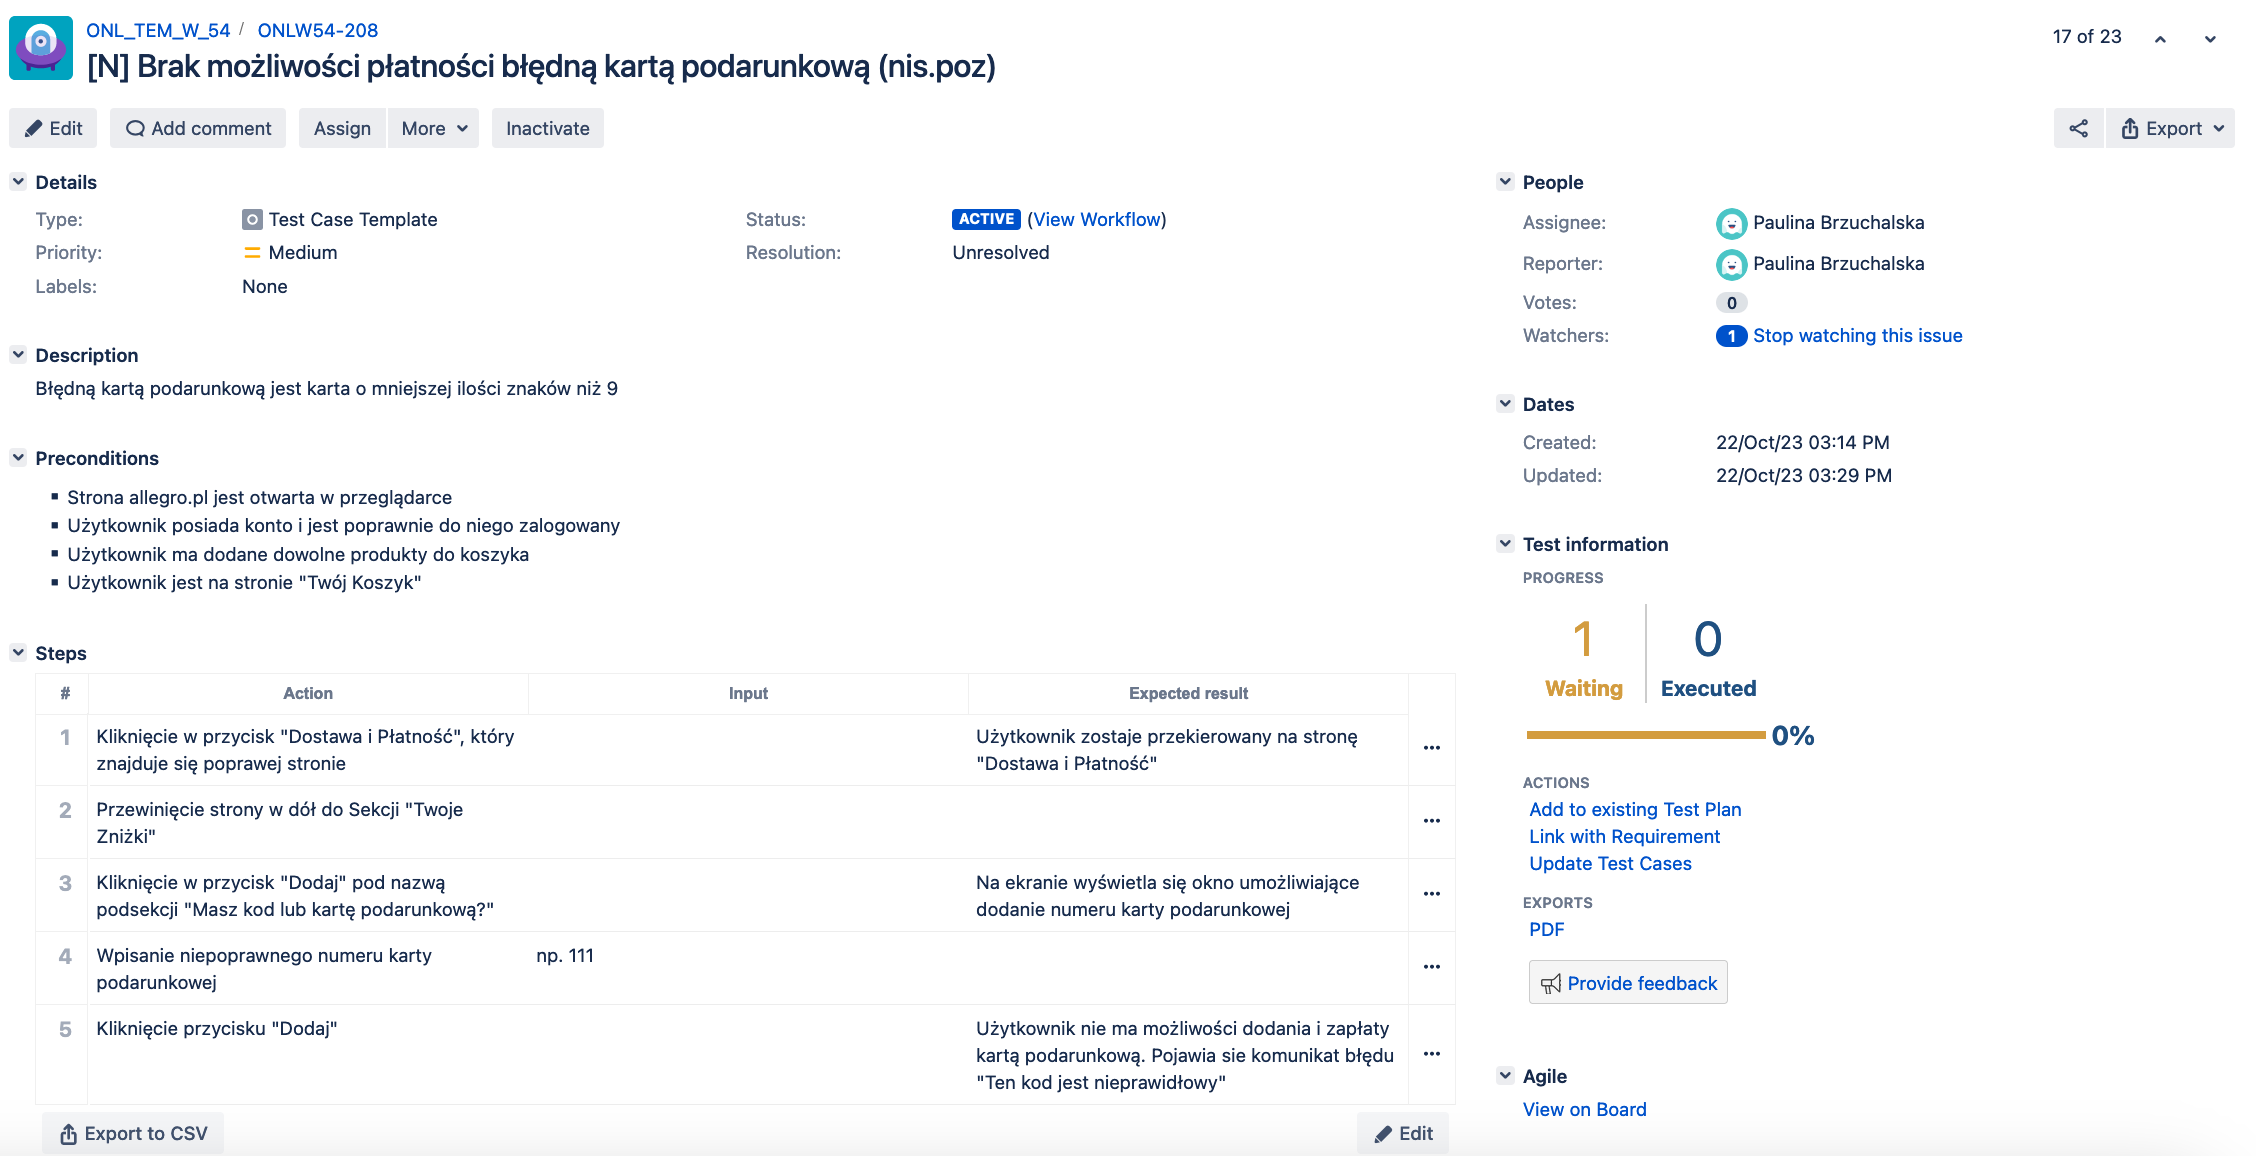 ONL_TEM_W_54 / ONLW54-208
[N] Brak możliwości płatności błędną kartą podarunkową (nis.poz)
17 of 23
Edit
Add comment
Assign
More
Inactivate
Export
Details
Type: Test Case Template
Status: ACTIVE (View Workflow)
Priority: Medium
Resolution: Unresolved
Labels: None
Description
Błędną kartą podarunkową jest karta o mniejszej ilości znaków niż 9
Preconditions
▪ Strona allegro.pl jest otwarta w przeglądarce
▪ Użytkownik posiada konto i jest poprawnie do niego zalogowany
▪ Użytkownik ma dodane dowolne produkty do koszyka
▪ Użytkownik jest na stronie "Twój Koszyk"
Steps
# Action Input Expected result
1 Kliknięcie w przycisk "Dostawa i Płatność", który
znajduje się poprawej stronie
Użytkownik zostaje przekierowany na stronę
"Dostawa i Płatność"
2 Przewinięcie strony w dół do Sekcji "Twoje
Zniżki"
3 Kliknięcie w przycisk "Dodaj" pod nazwą
podsekcji "Masz kod lub kartę podarunkową?"
Na ekranie wyświetla się okno umożliwiające
dodanie numeru karty podarunkowej
4 Wpisanie niepoprawnego numeru karty
podarunkowej
np. 111
5 Kliknięcie przycisku "Dodaj"
Użytkownik nie ma możliwości dodania i zapłaty
kartą podarunkową. Pojawia sie komunikat błędu
"Ten kod jest nieprawidłowy"
Export to CSV
Edit
People
Assignee: Paulina Brzuchalska
Reporter: Paulina Brzuchalska
Votes: 0
Watchers: 1 Stop watching this issue
Dates
Created: 22/Oct/23 03:14 PM
Updated: 22/Oct/23 03:29 PM
Test information
PROGRESS
1 0
Waiting Executed
0%
ACTIONS
Add to existing Test Plan
Link with Requirement
Update Test Cases
EXPORTS
PDF
Provide feedback
Agile
View on Board